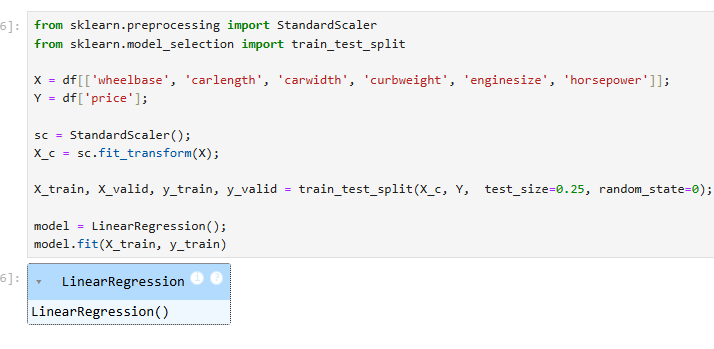 6]:
from sklearn.preprocessing import StandardScaler
from sklearn.model_selection import train_test_split
X = df[['wheelbase', 'carlength', 'carwidth', 'curbweight', 'enginesize', 'horsepower']];
Y = df['price'];
sc = StandardScaler();
X_c = sc.fit_transform(X);
X_train, X_valid, y_train, y_valid = train_test_split(X_c, Y,  test_size=0.25, random_state=0);
model = LinearRegression();
model.fit(X_train, y_train)
6]:
▾ LinearRegression i ?
LinearRegression()